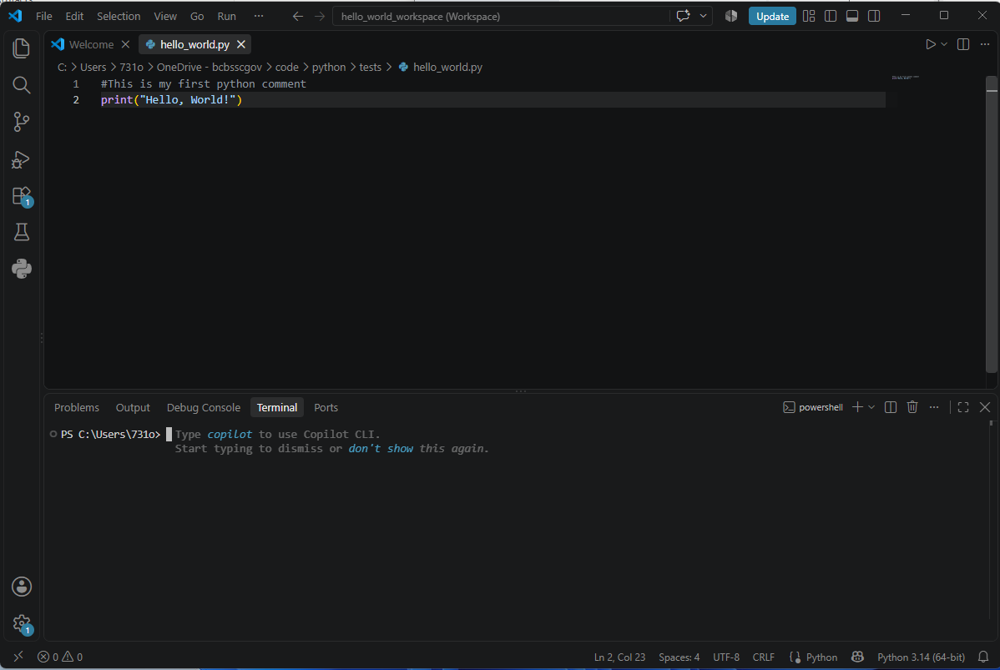 File Edit Selection View Go Run ··· hello_world_workspace (Workspace) Update
Welcome hello_world.py
C: > Users > 731o > OneDrive - bcbsscgov > code > python > tests > hello_world.py
1 #This is my first python comment
2 print("Hello, World!")
Problems Output Debug Console Terminal Ports powershell
PS C:\Users\731o> Type copilot to use Copilot CLI.
Start typing to dismiss or don't show this again.
1
1
0 0 Ln 2, Col 23 Spaces: 4 UTF-8 CRLF { } Python Python 3.14 (64-bit)